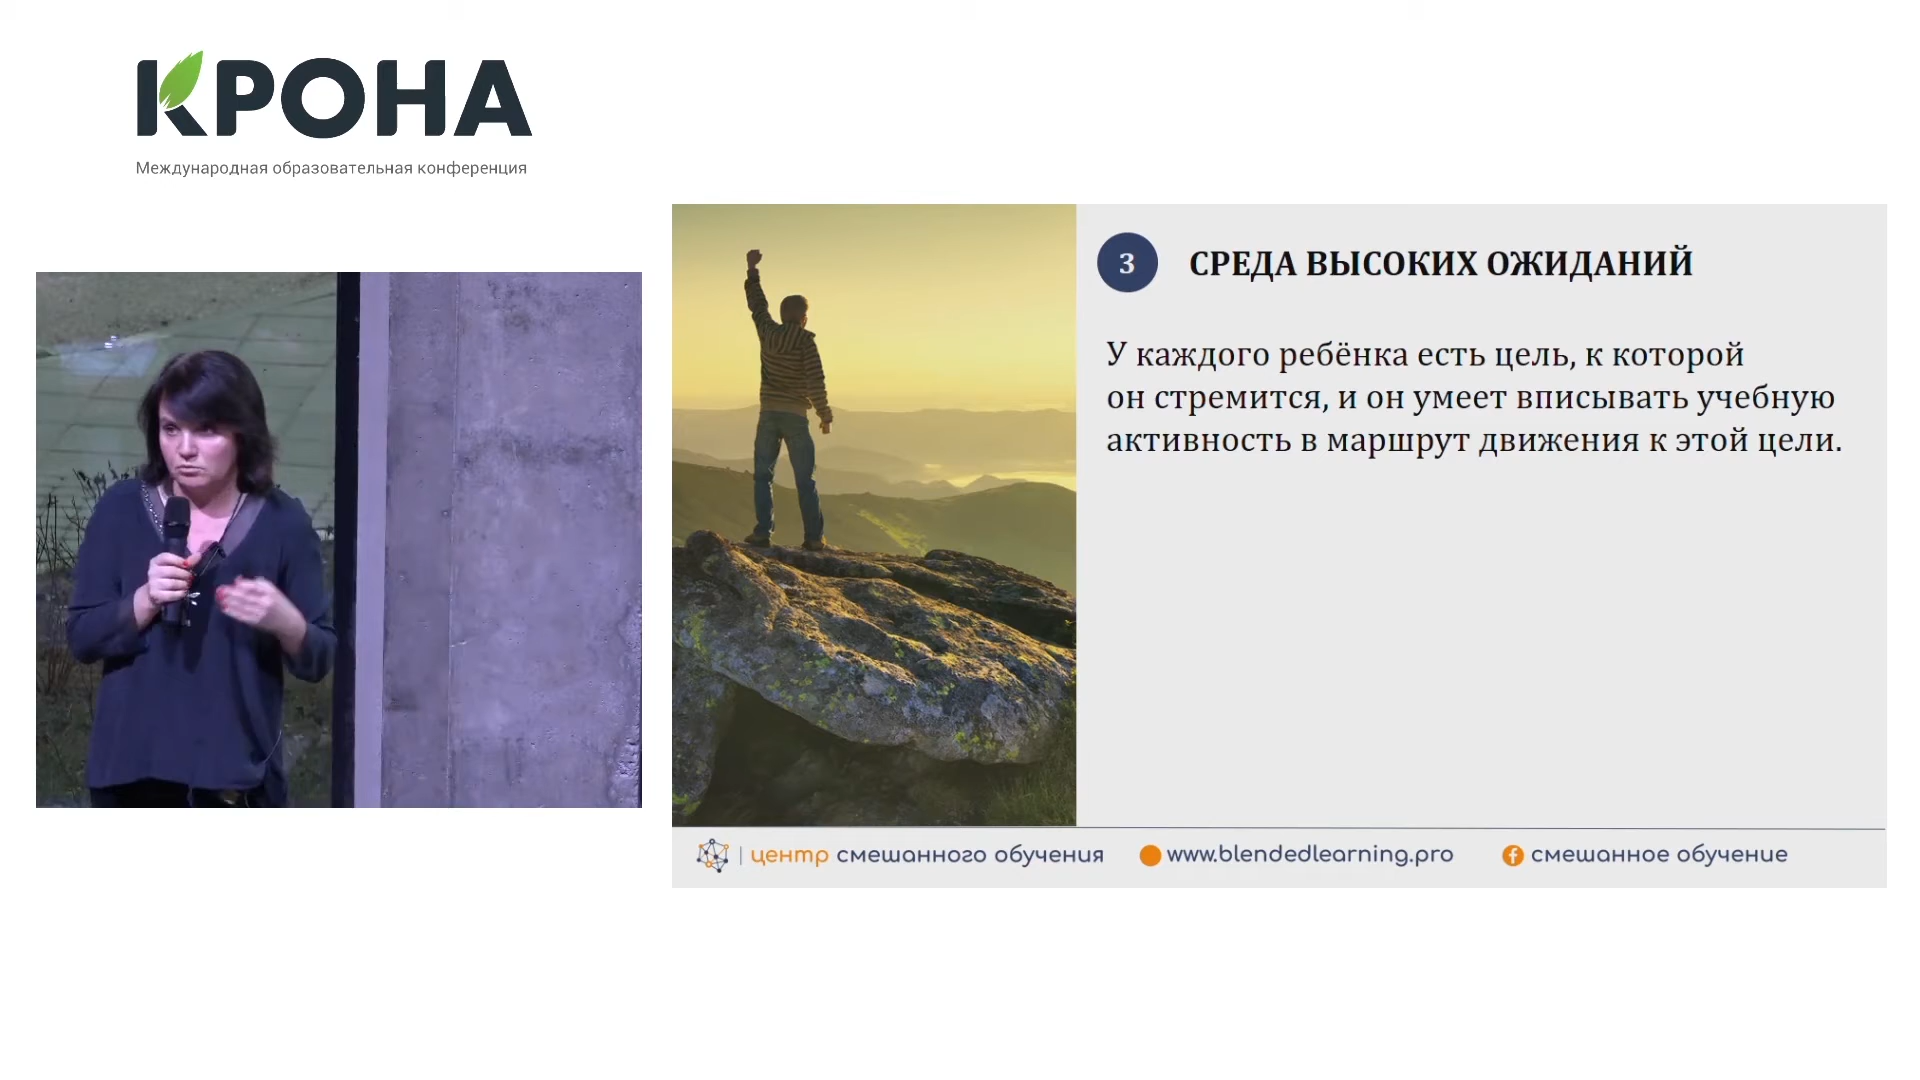 КРОНА
Международная образовательная конференция
3
СРЕДА ВЫСОКИХ ОЖИДАНИЙ
У каждого ребёнка есть цель, к которой
он стремится, и он умеет вписывать учебную
активность в маршрут движения к этой цели.
центр смешанного обучения
www.blendedlearning.pro
смешанное обучение